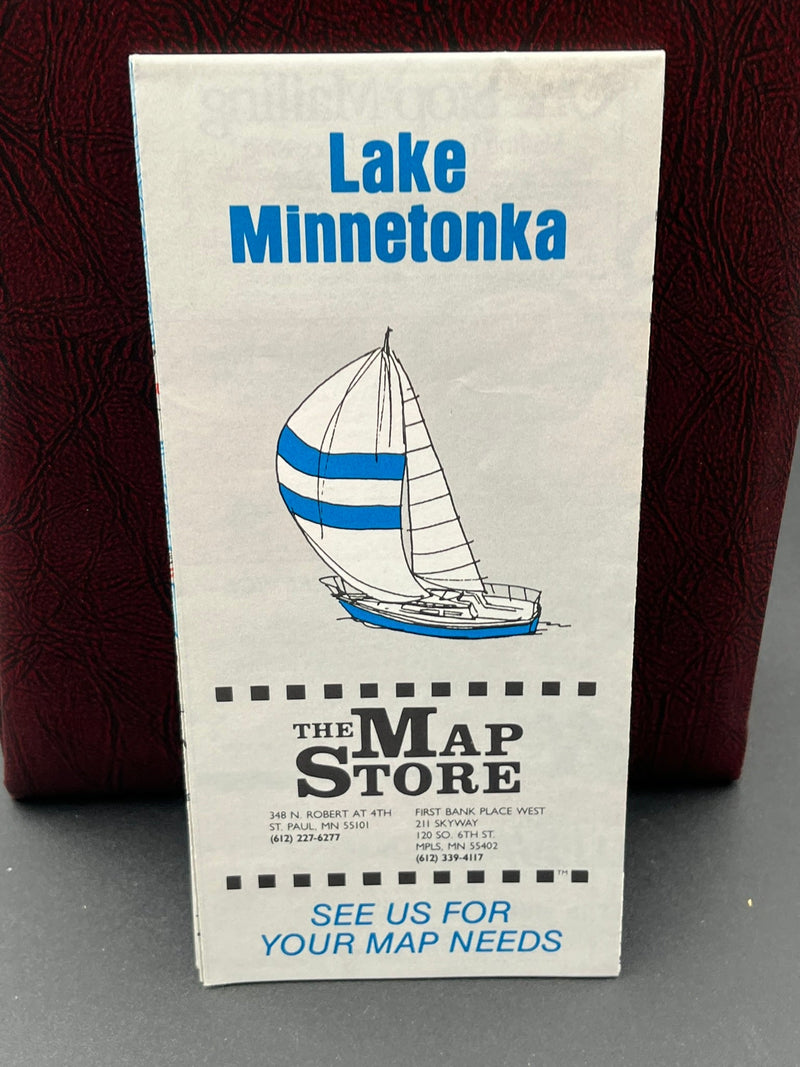 Lake
Minnetonka
THE MAP
STORE
348 N. ROBERT AT 4TH
ST. PAUL, MN 55101
(612) 227-6277
FIRST BANK PLACE WEST
211 SKYWAY
120 SO. 6TH ST.
MPLS, MN 55402
(612) 339-4117
TM
SEE US FOR
YOUR MAP NEEDS